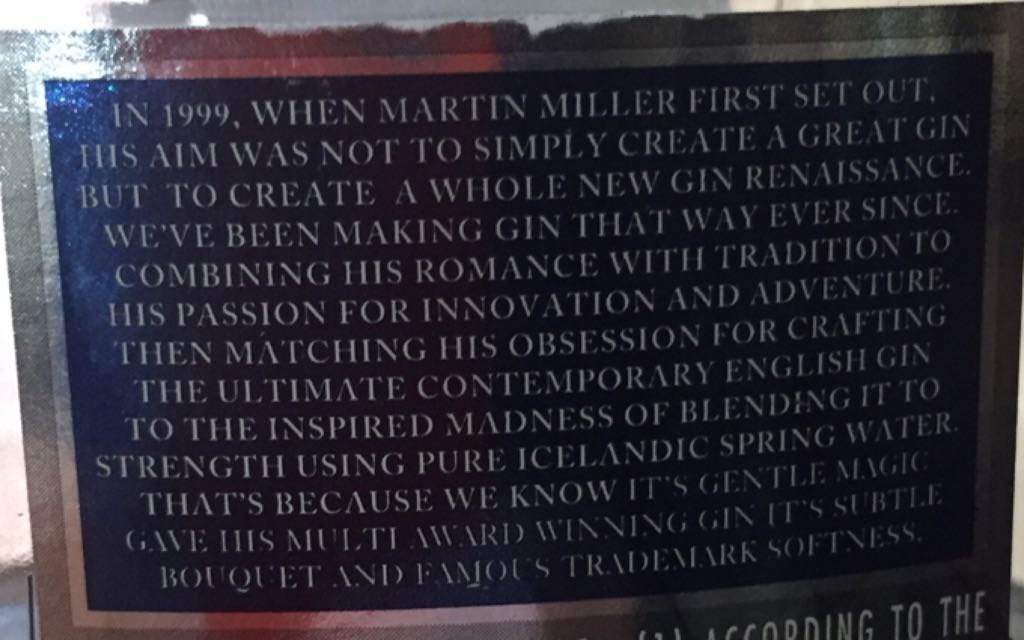 IN 1999, WHEN MARTIN MILLER FIRST SET OUT,
HIS AIM WAS NOT TO SIMPLY CREATE A GREAT GIN
BUT TO CREATE A WHOLE NEW GIN RENAISSANCE.
WE'VE BEEN MAKING GIN THAT WAY EVER SINCE.
COMBINING HIS ROMANCE WITH TRADITION TO
HIS PASSION FOR INNOVATION AND ADVENTURE.
THEN MATCHING HIS OBSESSION FOR CRAFTING
THE ULTIMATE CONTEMPORARY ENGLISH GIN
TO THE INSPIRED MADNESS OF BLENDING IT TO
STRENGTH USING PURE ICELANDIC SPRING WATER.
THAT'S BECAUSE WE KNOW IT'S GENTLE MAGIC
GAVE HIS MULTI AWARD WINNING GIN IT'S SUBTLE
BOUQUET AND FAMOUS TRADEMARK SOFTNESS.
ACCORDING TO THE